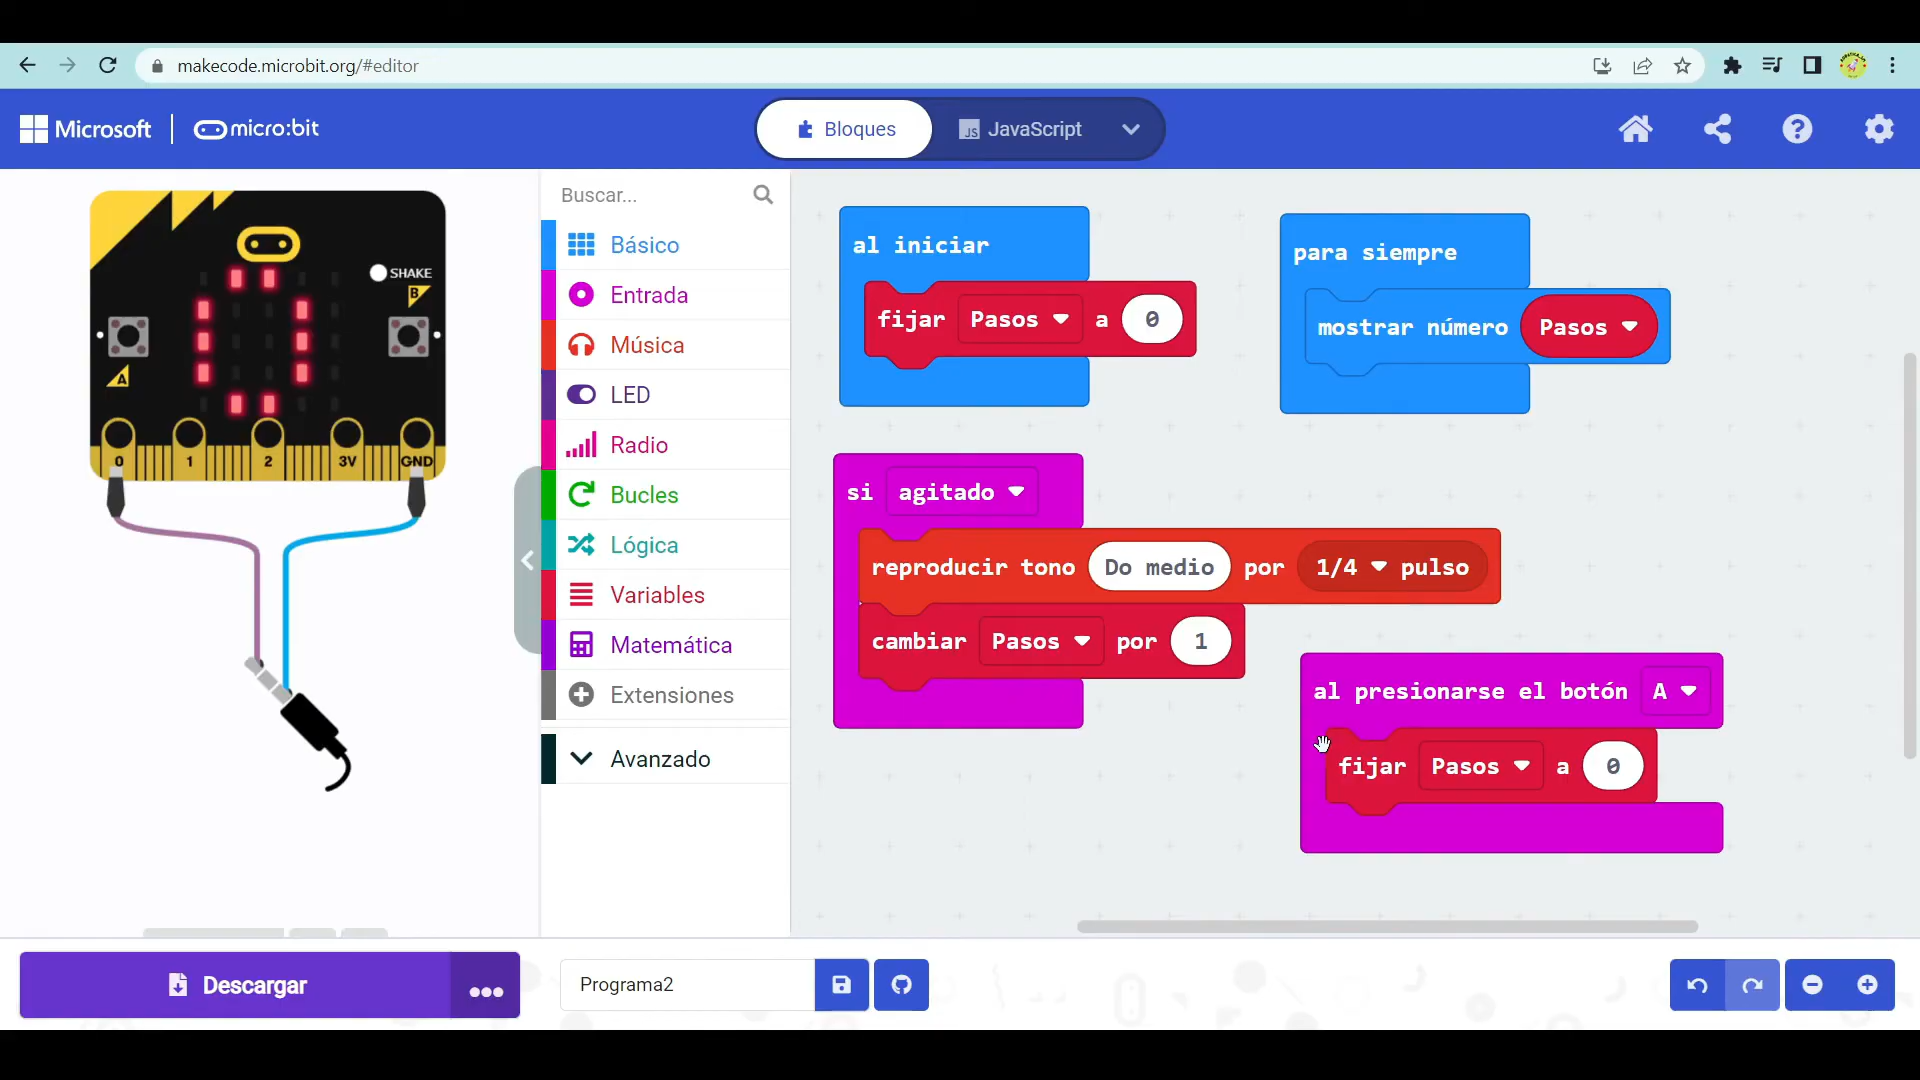 makecode.microbit.org/#editor
Microsoft
micro:bit
Bloques
JS JavaScript
SHAKE
B
A
0 1 2 3V GND
Buscar...
Básico
Entrada
Música
LED
Radio
Bucles
Lógica
Variables
Matemática
Extensiones
Avanzado
al iniciar
fijar Pasos a 0
para siempre
mostrar número Pasos
si agitado
reproducir tono Do medio por 1/4 pulso
cambiar Pasos por 1
al presionarse el botón A
fijar Pasos a 0
Descargar
Programa2